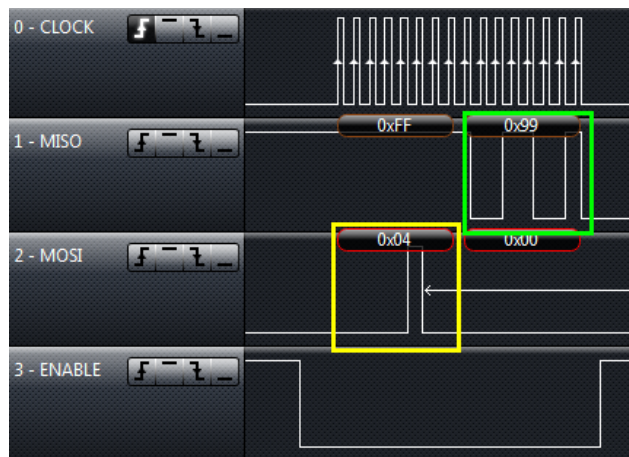 0 - CLOCK
0xFF
0x99
1 - MISO
0x04
0x00
2 - MOSI
3 - ENABLE